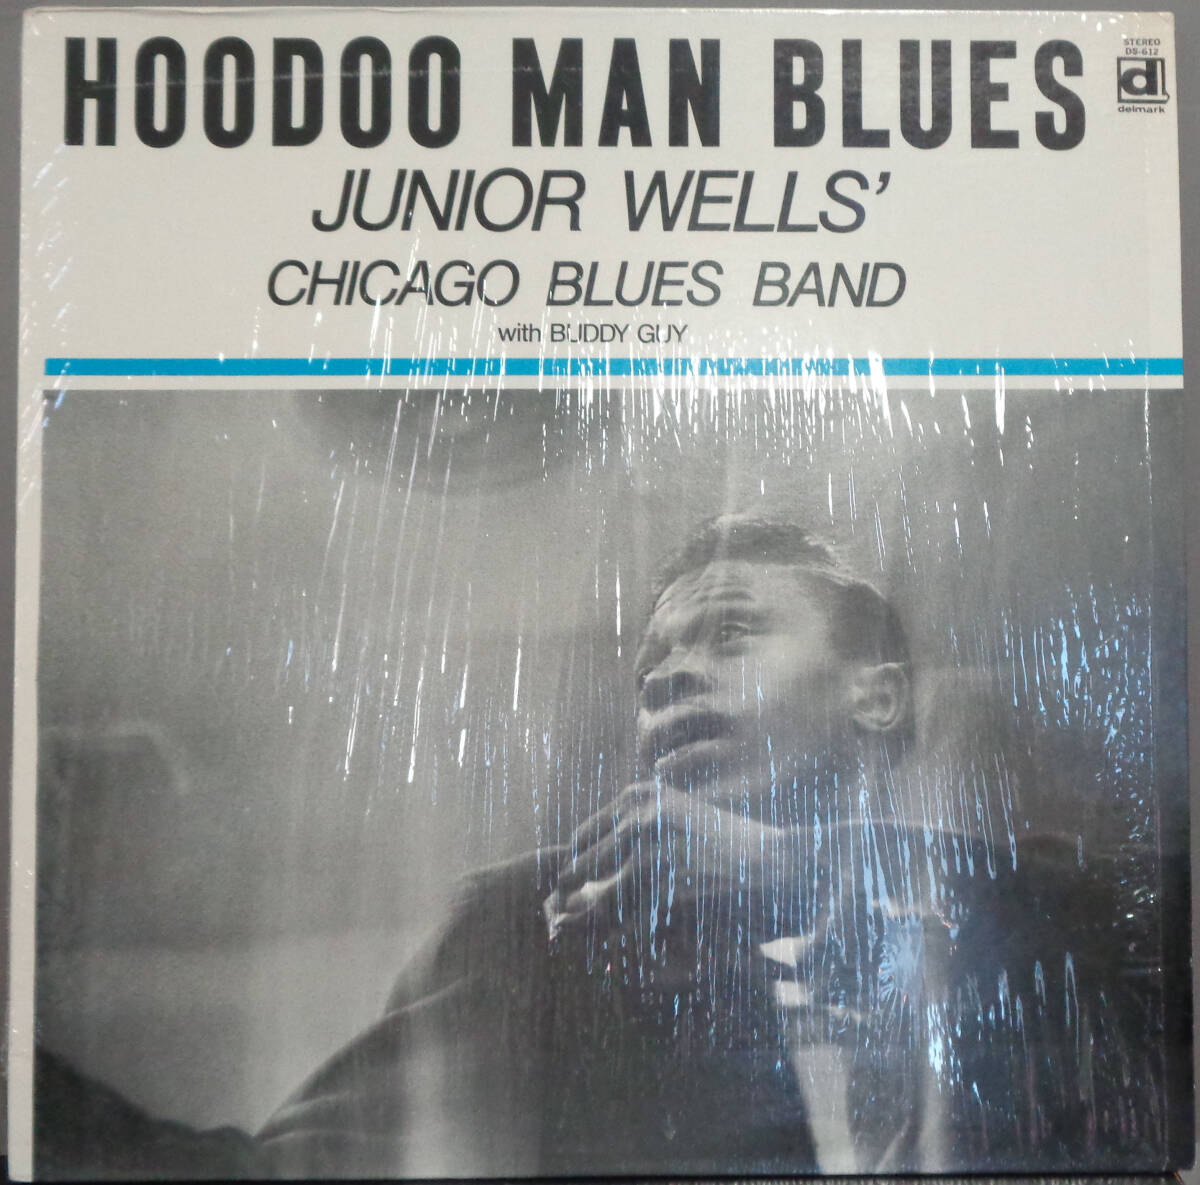 HOODOO MAN BLUES
STEREO
DS-612
d
delmark
JUNIOR WELLS'
CHICAGO BLUES BAND
with BUDDY GUY